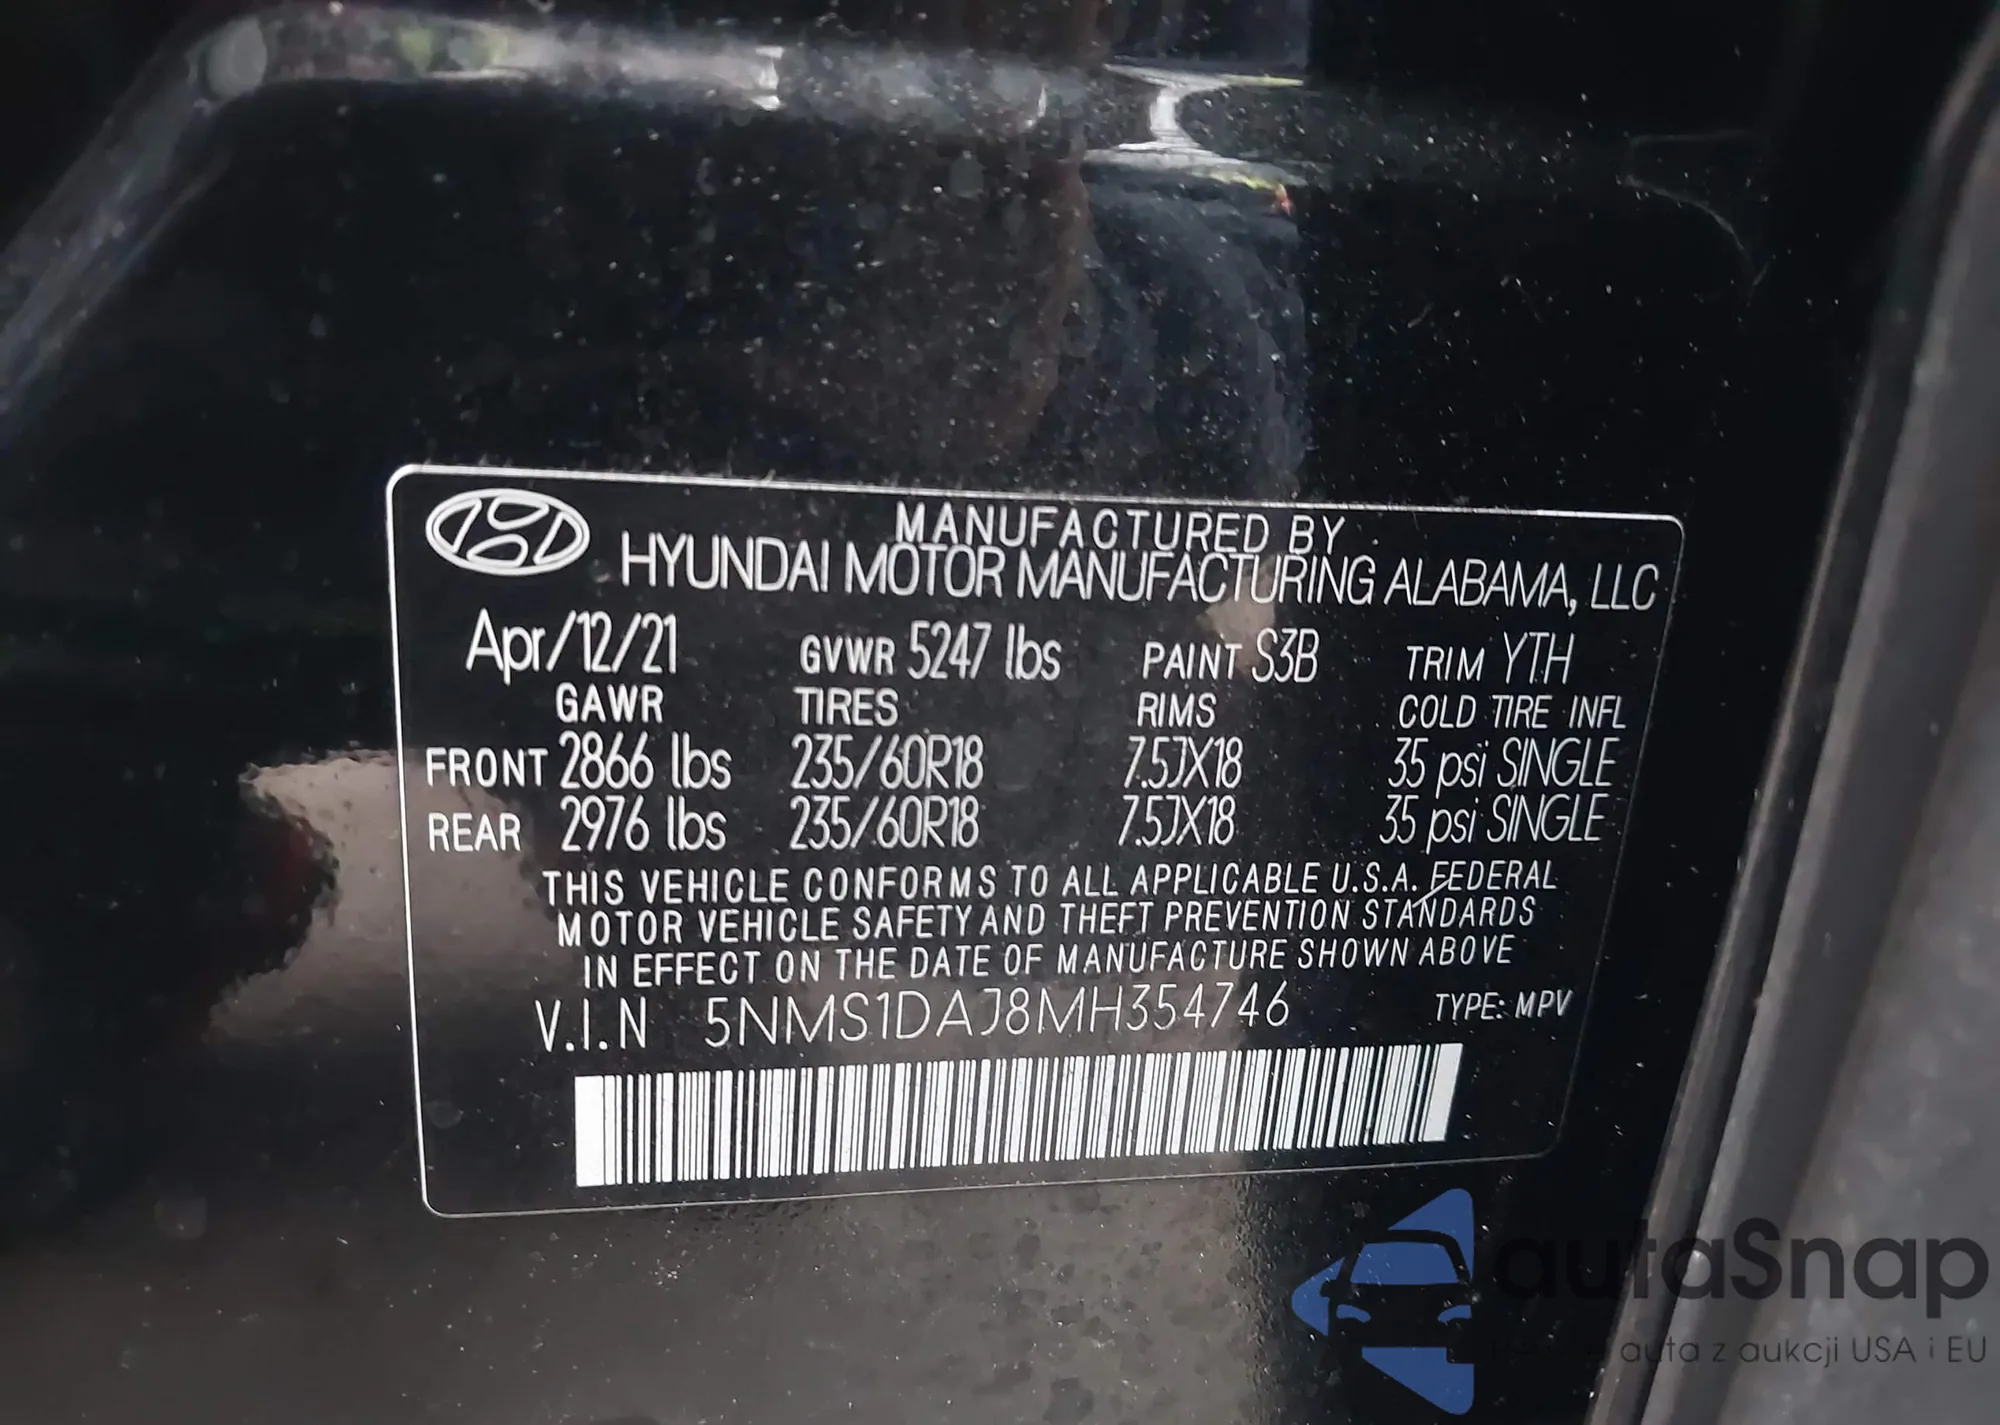 MANUFACTURED BY
HYUNDAI MOTOR MANUFACTURING ALABAMA, LLC
Apr/12/21 GVWR 5247 lbs PAINT S3B TRIM YTH
GAWR TIRES RIMS COLD TIRE INFL
FRONT 2866 lbs 235/60R18 7.5JX18 35 psi SINGLE
REAR 2976 lbs 235/60R18 7.5JX18 35 psi SINGLE
THIS VEHICLE CONFORMS TO ALL APPLICABLE U.S.A. FEDERAL
MOTOR VEHICLE SAFETY AND THEFT PREVENTION STANDARDS
IN EFFECT ON THE DATE OF MANUFACTURE SHOWN ABOVE
V.I.N 5NMS1DAJ8MH354746 TYPE: MPV
autaSnap
auta z aukcji USA i EU